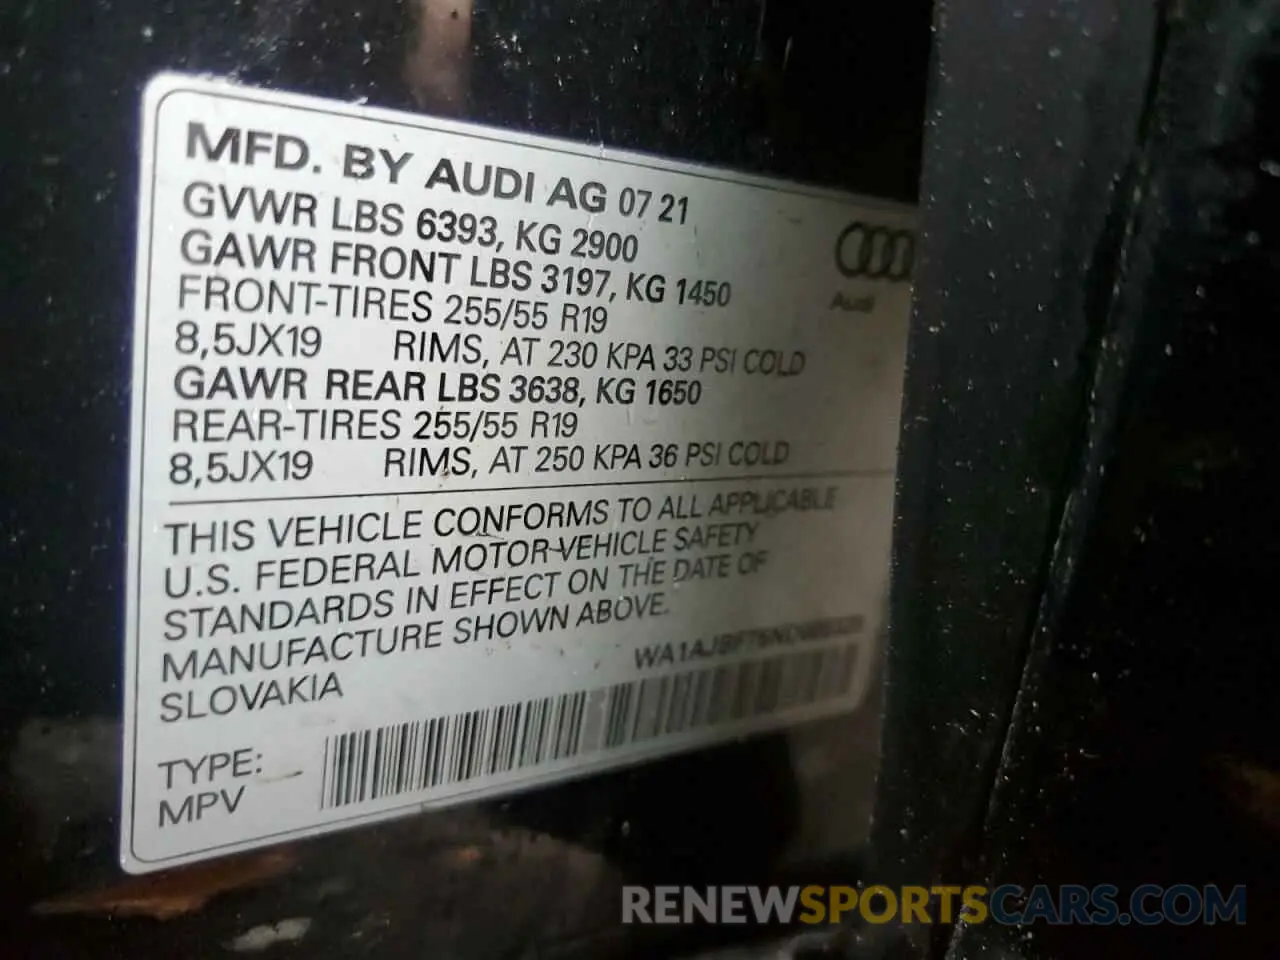 MFD. BY AUDI AG 07 21
GVWR LBS 6393, KG 2900
GAWR FRONT LBS 3197, KG 1450
FRONT-TIRES 255/55 R19
8,5JX19 RIMS, AT 230 KPA 33 PSI COLD
GAWR REAR LBS 3638, KG 1650
REAR-TIRES 255/55 R19
8,5JX19 RIMS, AT 250 KPA 36 PSI COLD
Audi
THIS VEHICLE CONFORMS TO ALL APPLICABLE
U.S. FEDERAL MOTOR-VEHICLE SAFETY
STANDARDS IN EFFECT ON THE DATE OF
MANUFACTURE SHOWN ABOVE.
SLOVAKIA
TYPE:
MPV
RENEWSPORTSCARS.COM